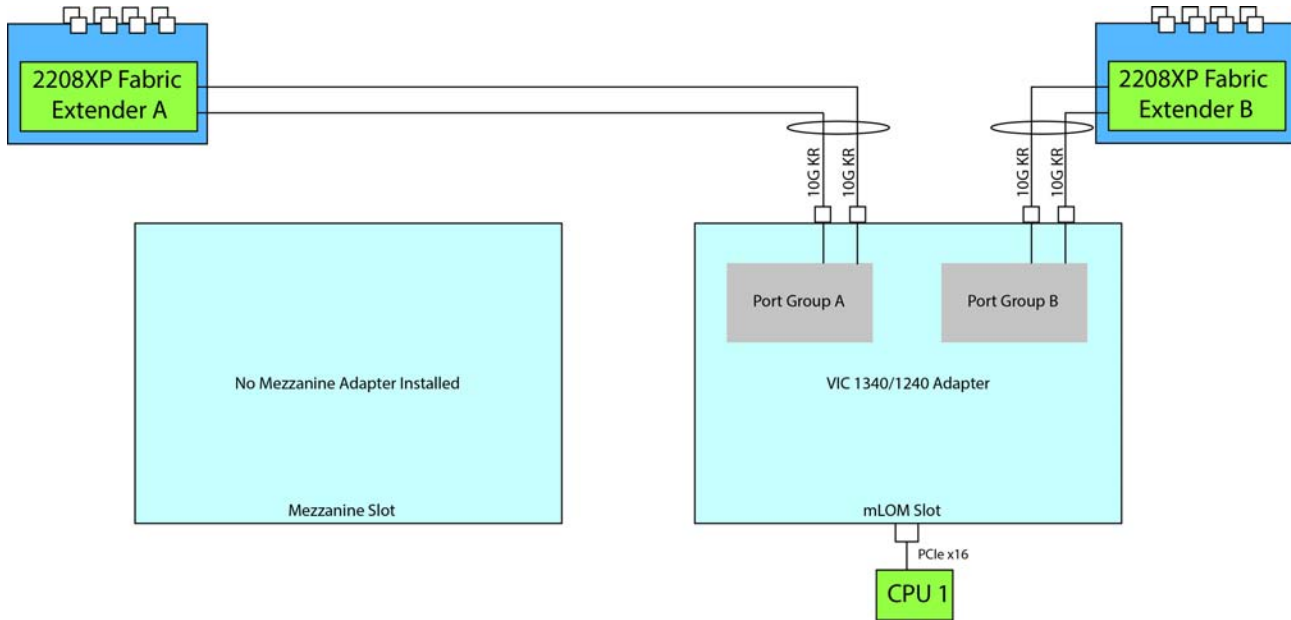 2208XP Fabric
Extender A
2208XP Fabric
Extender B
10G KR
10G KR
10G KR
10G KR
Port Group A
Port Group B
No Mezzanine Adapter Installed
VIC 1340/1240 Adapter
Mezzanine Slot
mLOM Slot
PCIe x16
CPU 1